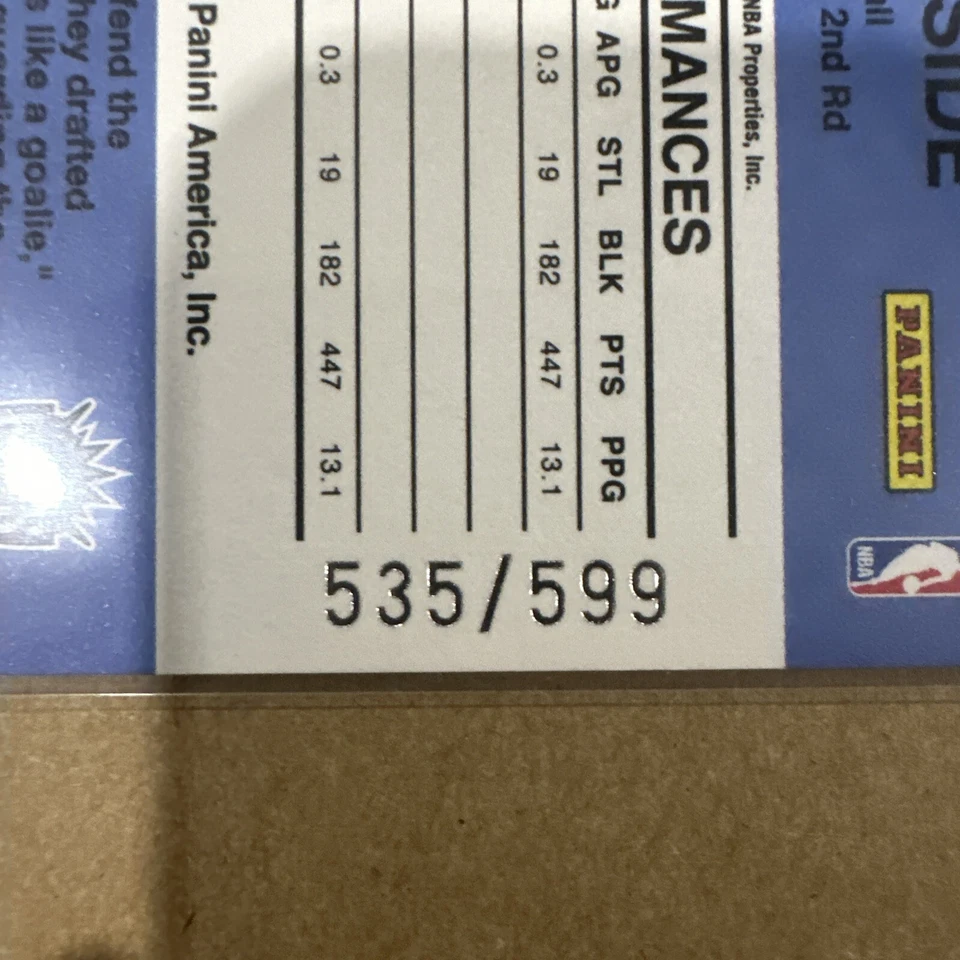 SIDE
2nd Rd
PANINI
NBA
NBA Properties, Inc.
MANCES
G APG STL BLK PTS PPG
0.3 19 182 447 13.1
0.3 19 182 447 13.1
Panini America, Inc.
fend the
hey drafted
s like a goalie,"
535/599